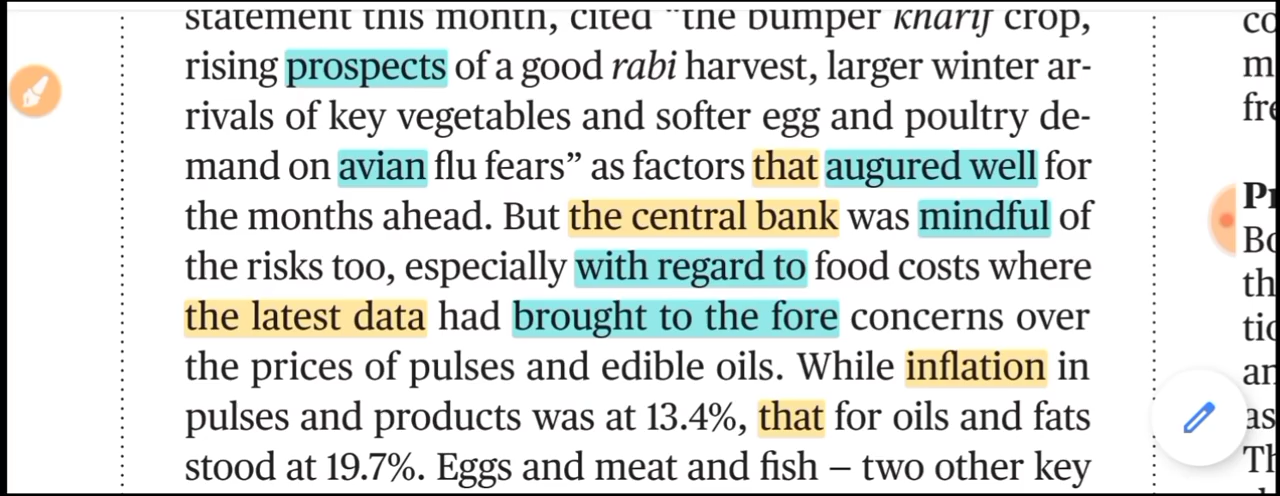 statement this month, cited "the bumper kharif crop,
rising prospects of a good rabi harvest, larger winter ar-
rivals of key vegetables and softer egg and poultry de-
mand on avian flu fears” as factors that augured well for
the months ahead. But the central bank was mindful of
the risks too, especially with regard to food costs where
the latest data had brought to the fore concerns over
the prices of pulses and edible oils. While inflation in
pulses and products was at 13.4%, that for oils and fats
stood at 19.7%. Eggs and meat and fish – two other key